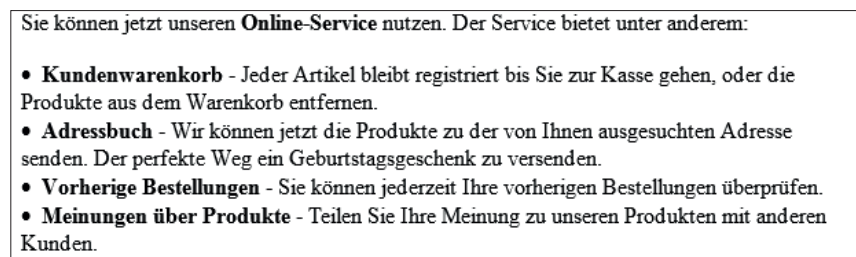 Sie können jetzt unseren Online-Service nutzen. Der Service bietet unter anderem:
• Kundenwarenkorb - Jeder Artikel bleibt registriert bis Sie zur Kasse gehen, oder die
Produkte aus dem Warenkorb entfernen.
• Adressbuch - Wir können jetzt die Produkte zu der von Ihnen ausgesuchten Adresse
senden. Der perfekte Weg ein Geburtstagsgeschenk zu versenden.
• Vorherige Bestellungen - Sie können jederzeit Ihre vorherigen Bestellungen überprüfen.
• Meinungen über Produkte - Teilen Sie Ihre Meinung zu unseren Produkten mit anderen
Kunden.